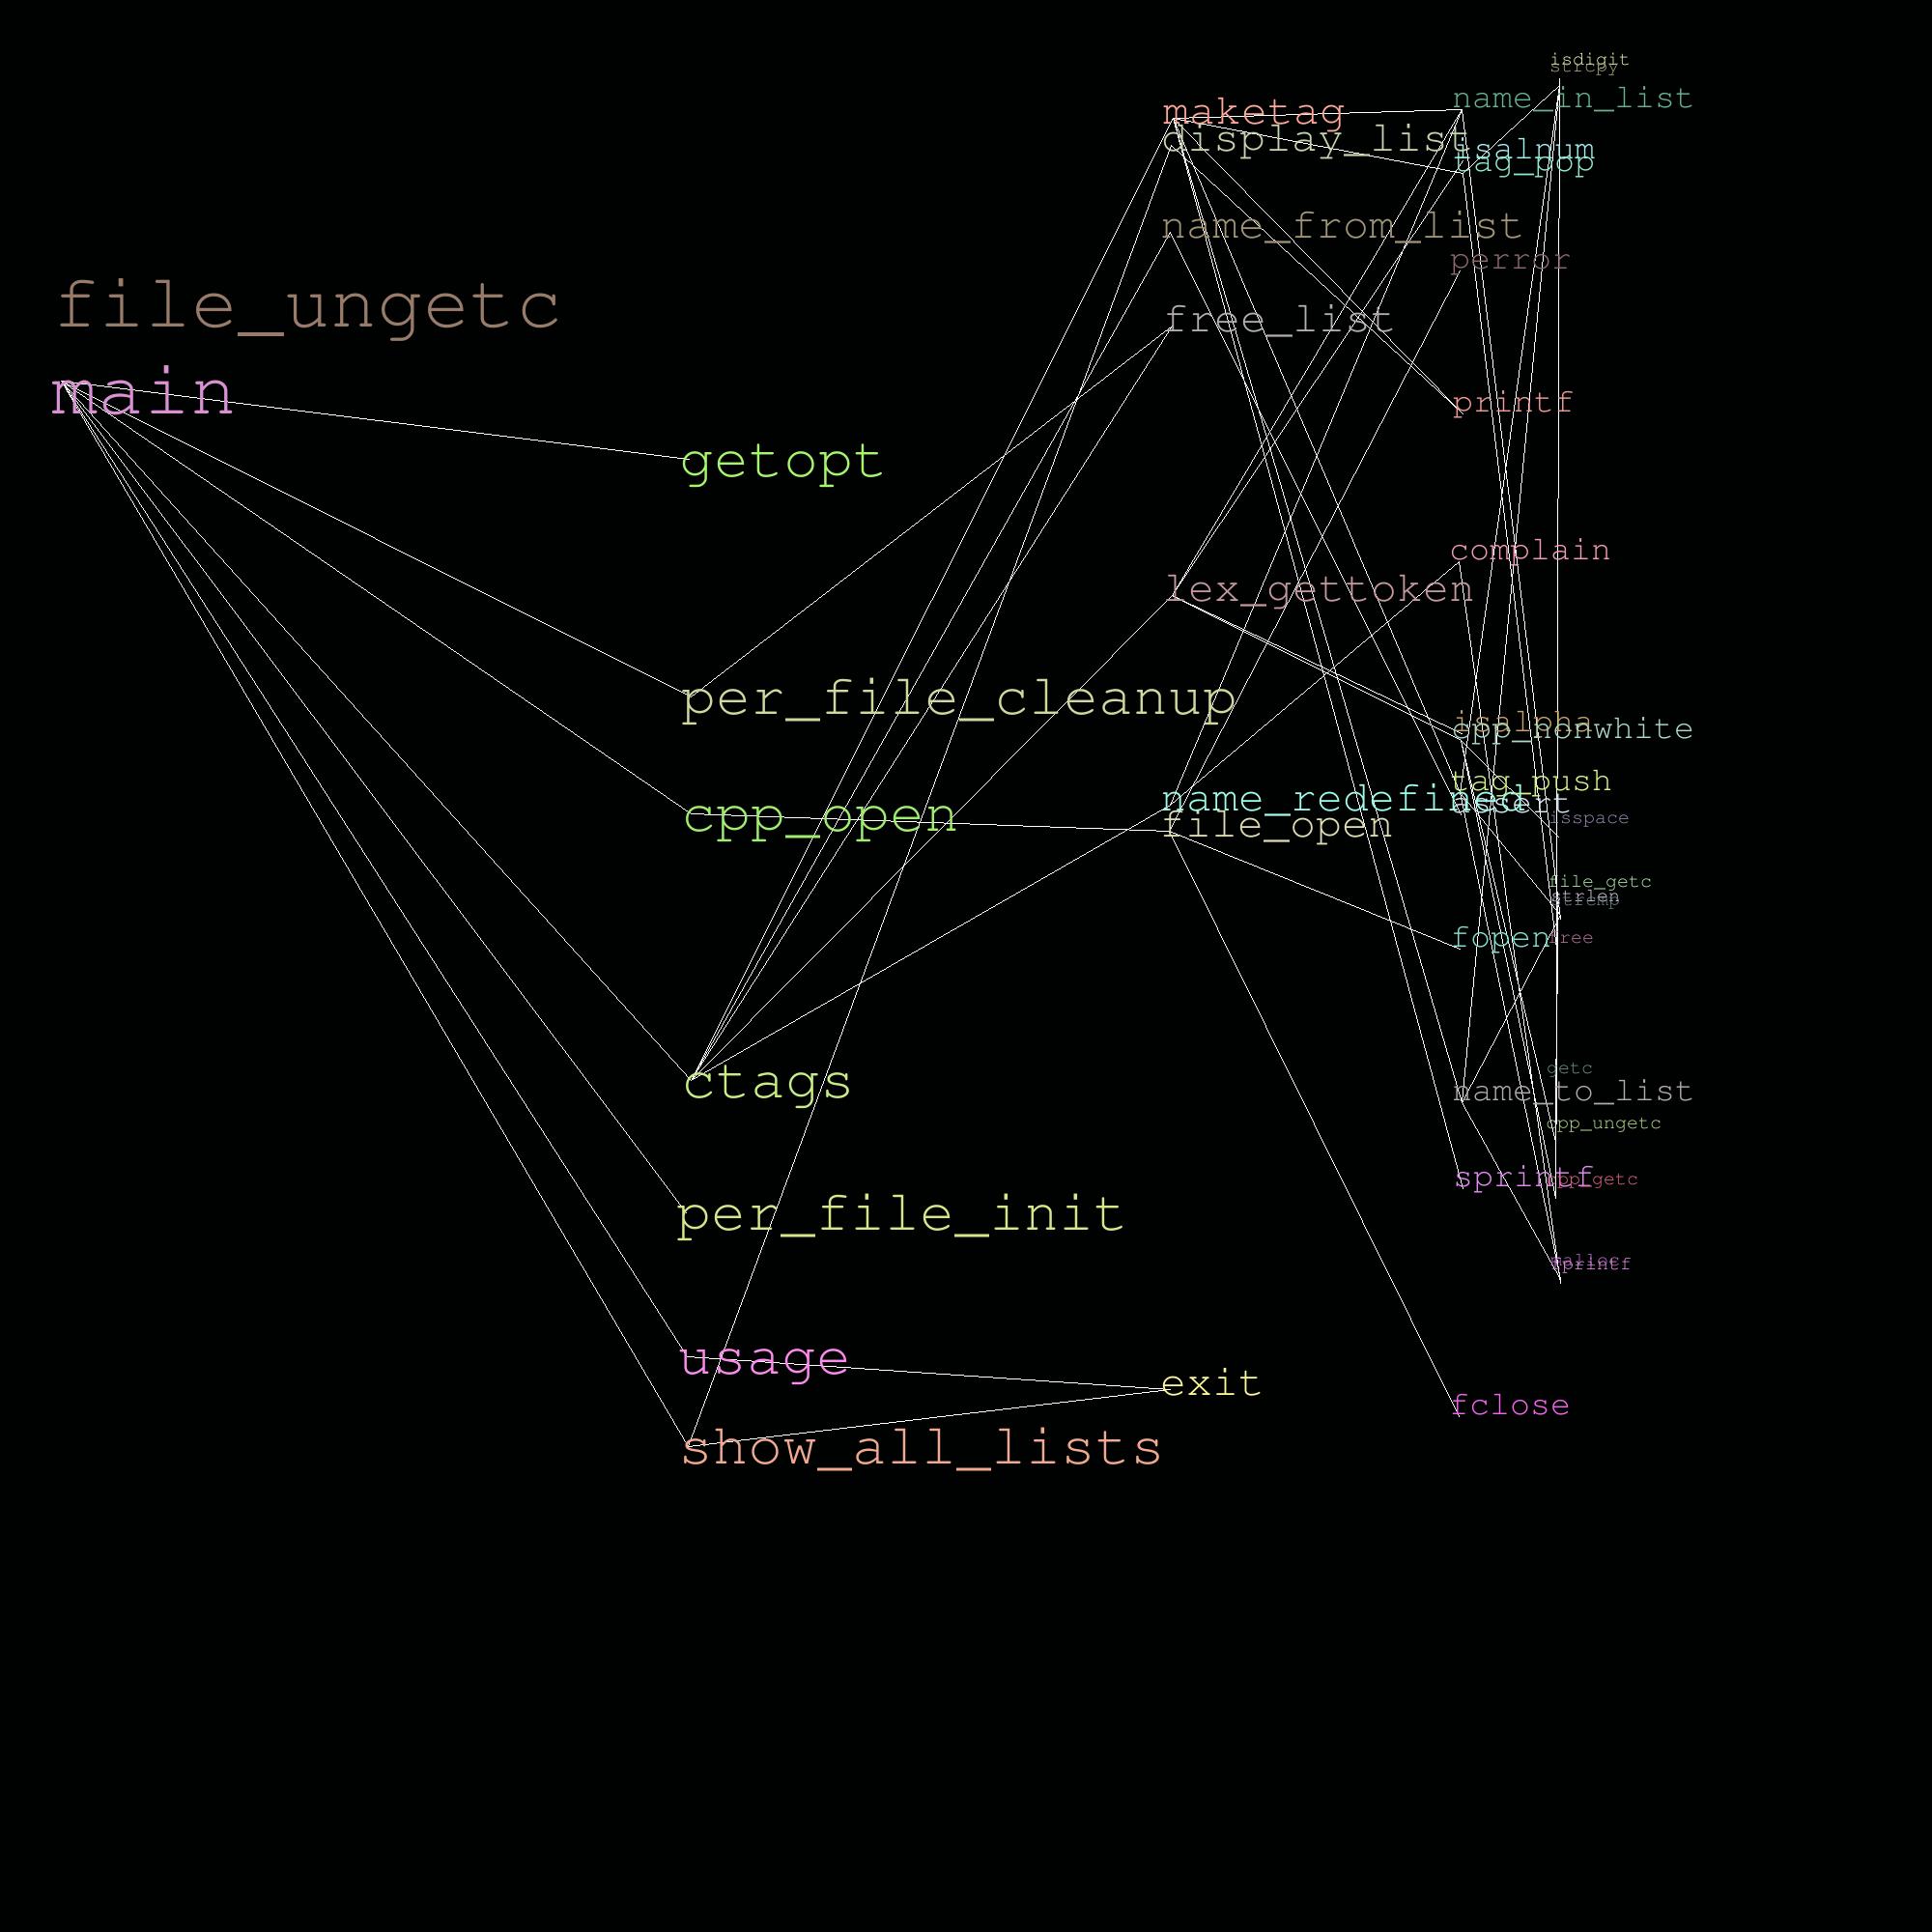 file_ungetc
main
getopt
per_file_cleanup
cpp_open
ctags
per_file_init
usage
show_all_lists
maketag
display_list
name_from_list
free_list
lex_gettoken
name_redefined
file_open
exit
name_in_list
isalnum
tag_pop
perror
printf
complain
isalpha
cpp_nonwhite
tag_push
assert
fopen
name_to_list
sprintf
fclose
isdigit
strcpy
isspace
file_getc
strlen
strcmp
free
getc
cpp_ungetc
cpp_getc
malloc